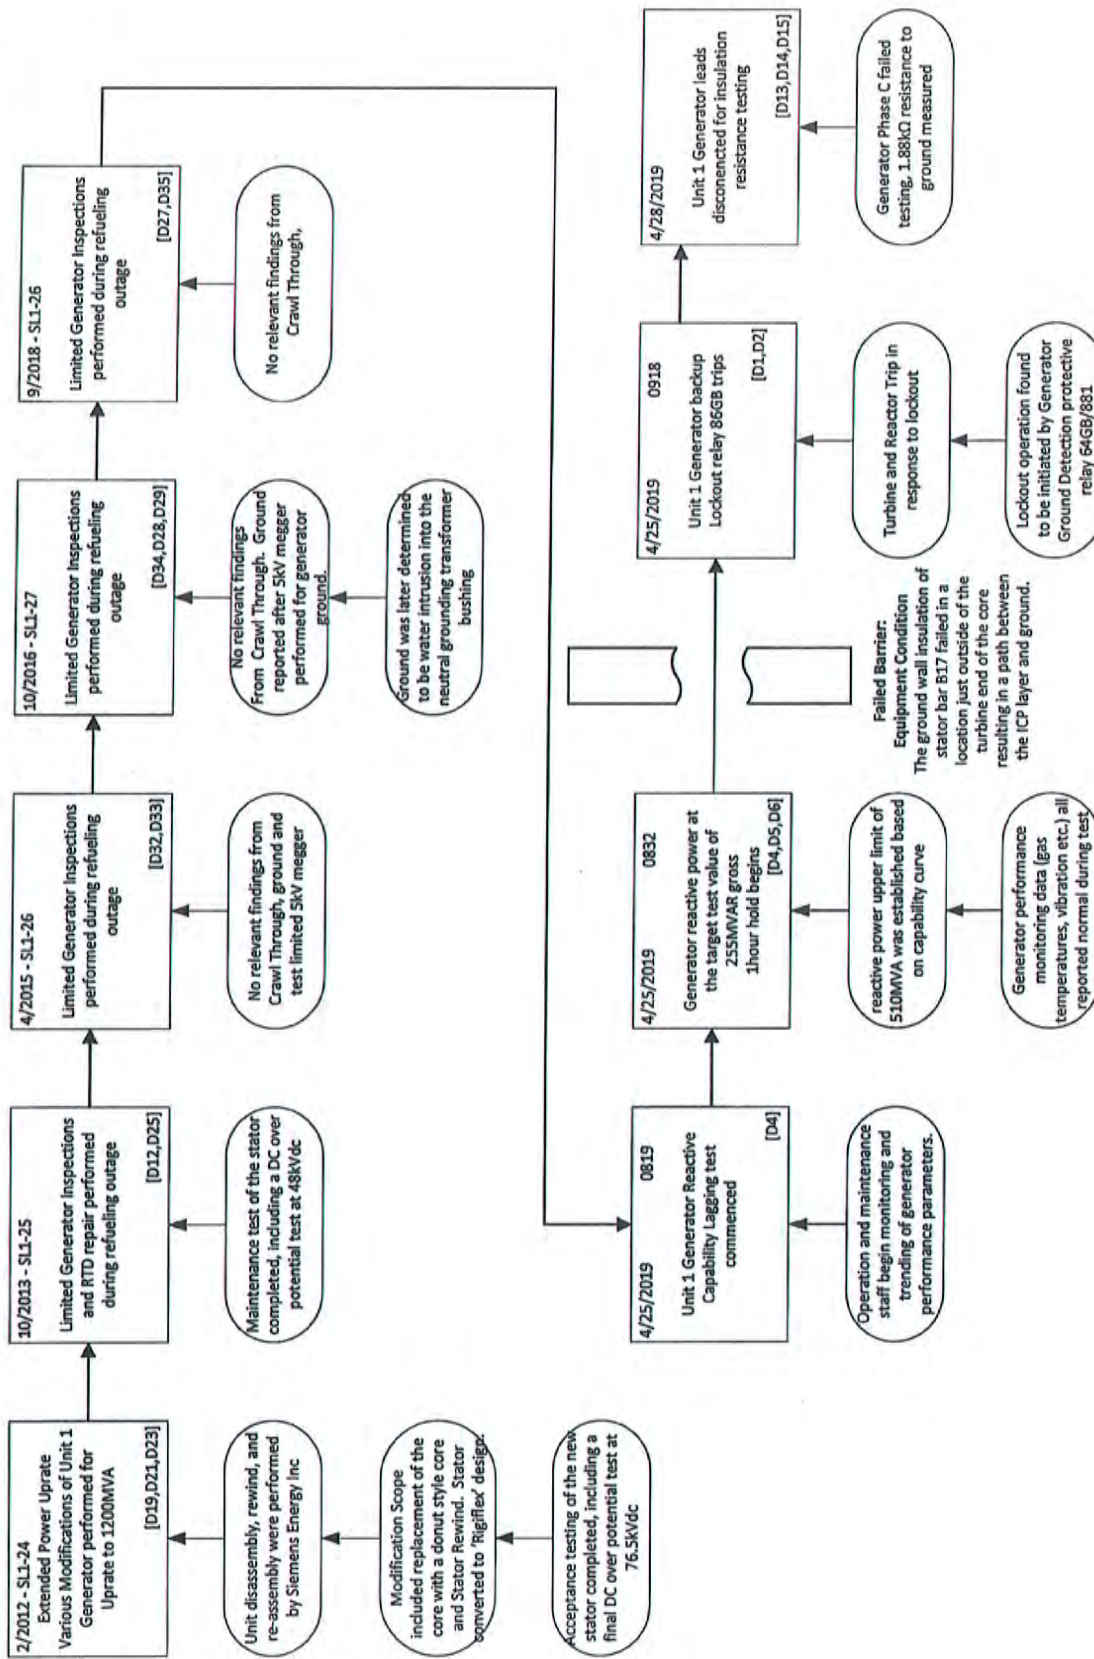 2/2012 - SL1-24
Extended Power Uprate
Various Modifications of Unit 1
Generator performed for
Uprate to 1200MVA
[D19,D21,D23]
Unit disassembly, rewind, and
re-assembly were performed
by Siemens Energy Inc
Modification Scope
included replacement of the
core with a donut style core
and Stator Rewind. Stator
converted to 'Rigiflex' design.
Acceptance testing of the new
stator completed, including a
final DC over potential test at
76.5kVdc
10/2013 - SL1-25
Limited Generator Inspections
and RTD repair performed
during refueling outage
[D12,D25]
Maintenance test of the stator
completed, including a DC over
potential test at 48kVdc
4/2015 - SL1-26
Limited Generator Inspections
performed during refueling
outage
[D32,D33]
No relevant findings from
Crawl Through, ground and
test limited 5kV megger
10/2016 - SL1-27
Limited Generator Inspections
performed during refueling
outage
[D34,D28,D29]
No relevant findings
From Crawl Through. Ground
reported after 5kV megger
performed for generator
ground.
Ground was later determined
to be water intrusion into the
neutral grounding transformer
bushing
9/2018 - SL1-26
Limited Generator Inspections
performed during refueling
outage
[D27,D35]
No relevant findings from
Crawl Through,
4/25/2019 0819
Unit 1 Generator Reactive
Capability Lagging test
commenced
[D4]
Operation and maintenance
staff begin monitoring and
trending of generator
performance parameters.
4/25/2019 0832
Generator reactive power at
the target test value of
255MVAR gross
1hour hold begins
[D4,D5,D6]
reactive power upper limit of
510MVA was established based
on capability curve
Generator performance
monitoring data (gas
temperatures, vibration etc.) all
reported normal during test
Failed Barrier:
Equipment Condition
The ground wall insulation of
stator bar B17 failed in a
location just outside of the
turbine end of the core
resulting in a path between
the ICP layer and ground.
4/25/2019 0918
Unit 1 Generator backup
Lockout relay 86GB trips
[D1,D2]
Turbine and Reactor Trip in
response to lockout
Lockout operation found
to be initiated by Generator
Ground Detection protective
relay 64GB/881
4/28/2019
Unit 1 Generator leads
disconencted for insulation
resistance testing
[D13,D14,D15]
Generator Phase C failed
testing, 1.88kΩ resistance to
ground measured